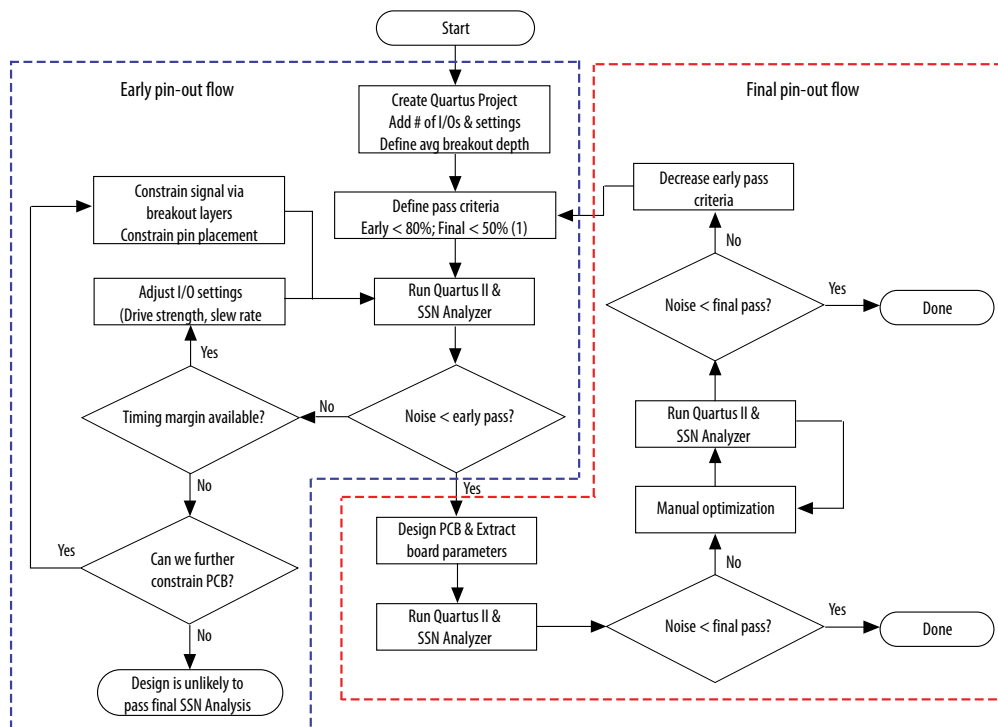 Start
Early pin-out flow
Final pin-out flow
Create Quartus Project
Add # of I/Os & settings
Define avg breakout depth
Constrain signal via
breakout layers
Constrain pin placement
Define pass criteria
Early < 80%; Final < 50% (1)
Decrease early pass
criteria
No
Adjust I/O settings
(Drive strength, slew rate
Run Quartus II &
SSN Analyzer
Noise < final pass?
Yes
Done
Yes
Timing margin available?
No
Noise < early pass?
Run Quartus II &
SSN Analyzer
No
Yes
Manual optimization
Design PCB & Extract
board parameters
Yes
Can we further
constrain PCB?
No
Run Quartus II &
SSN Analyzer
Noise < final pass?
Yes
Done
No
Design is unlikely to
pass final SSN Analysis